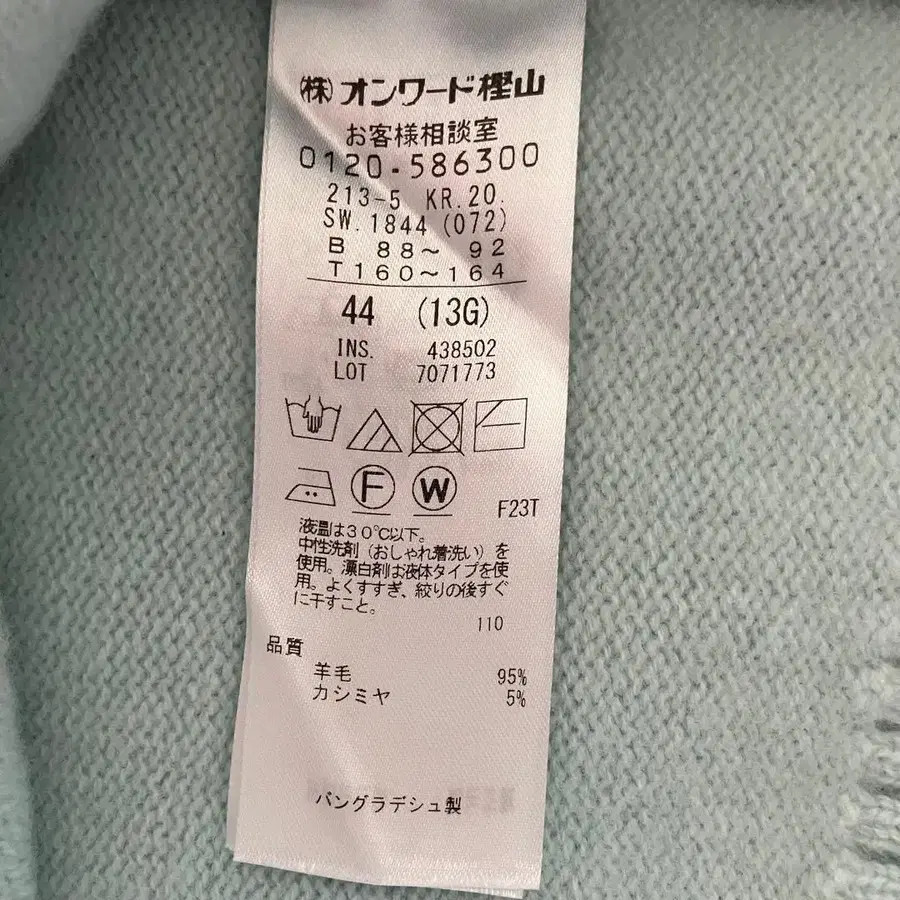 ㈱オンワード樫山
お客様相談室
0120-586300
213-5 KR.20.
SW.1844 (072)
B 88～ 92
T160～164
44 (13G)
INS. 438502
LOT 7071773
F W F23T
液温は30℃以下。
中性洗剤（おしゃれ着洗い）を
使用。漂白剤は液体タイプを使
用。よくすすぎ、絞りの後すぐ
に干すこと。
110
品質
羊毛 95%
カシミヤ 5%
バングラデシュ製